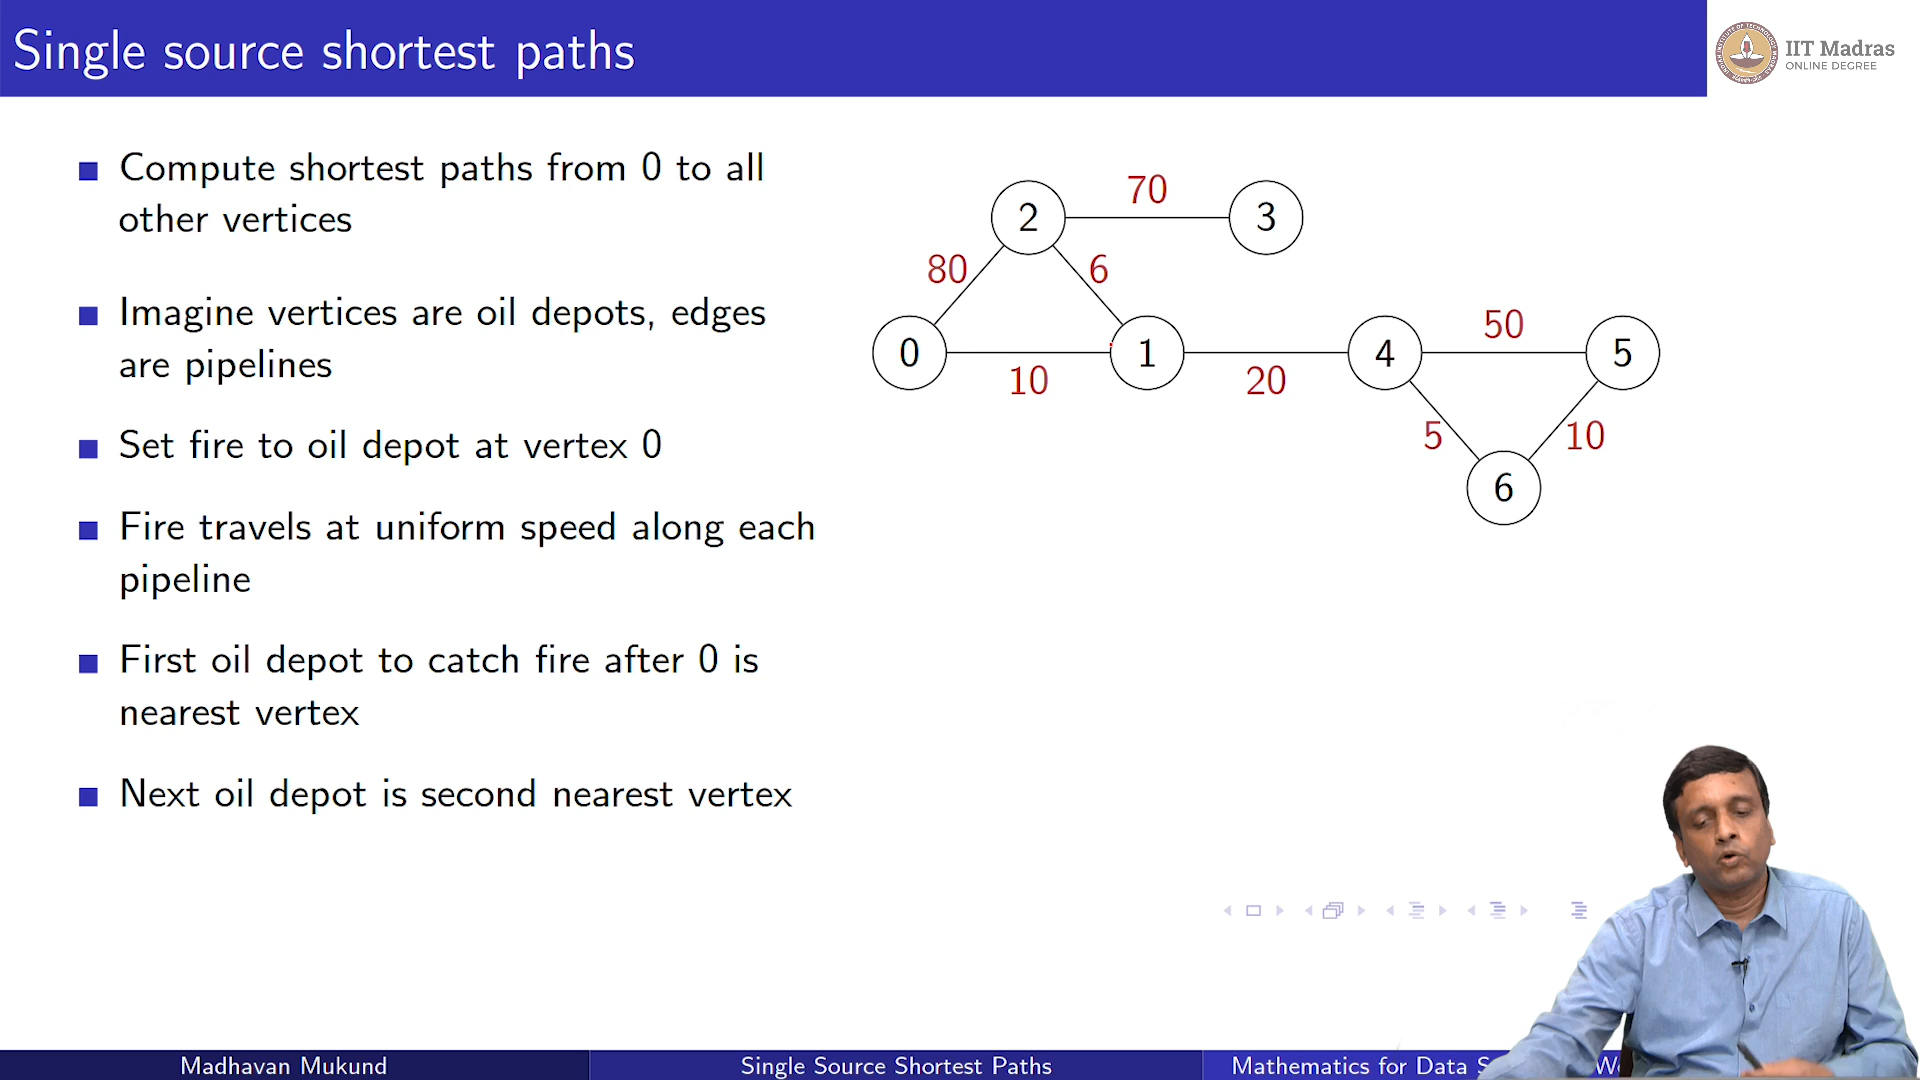 Single source shortest paths
IIT Madras
ONLINE DEGREE
Compute shortest paths from 0 to all
other vertices
Imagine vertices are oil depots, edges
are pipelines
Set fire to oil depot at vertex 0
Fire travels at uniform speed along each
pipeline
First oil depot to catch fire after 0 is
nearest vertex
Next oil depot is second nearest vertex
70
2
3
80
6
50
0
1
4
5
10
20
5
10
6
Madhavan Mukund
Single Source Shortest Paths
Mathematics for Data